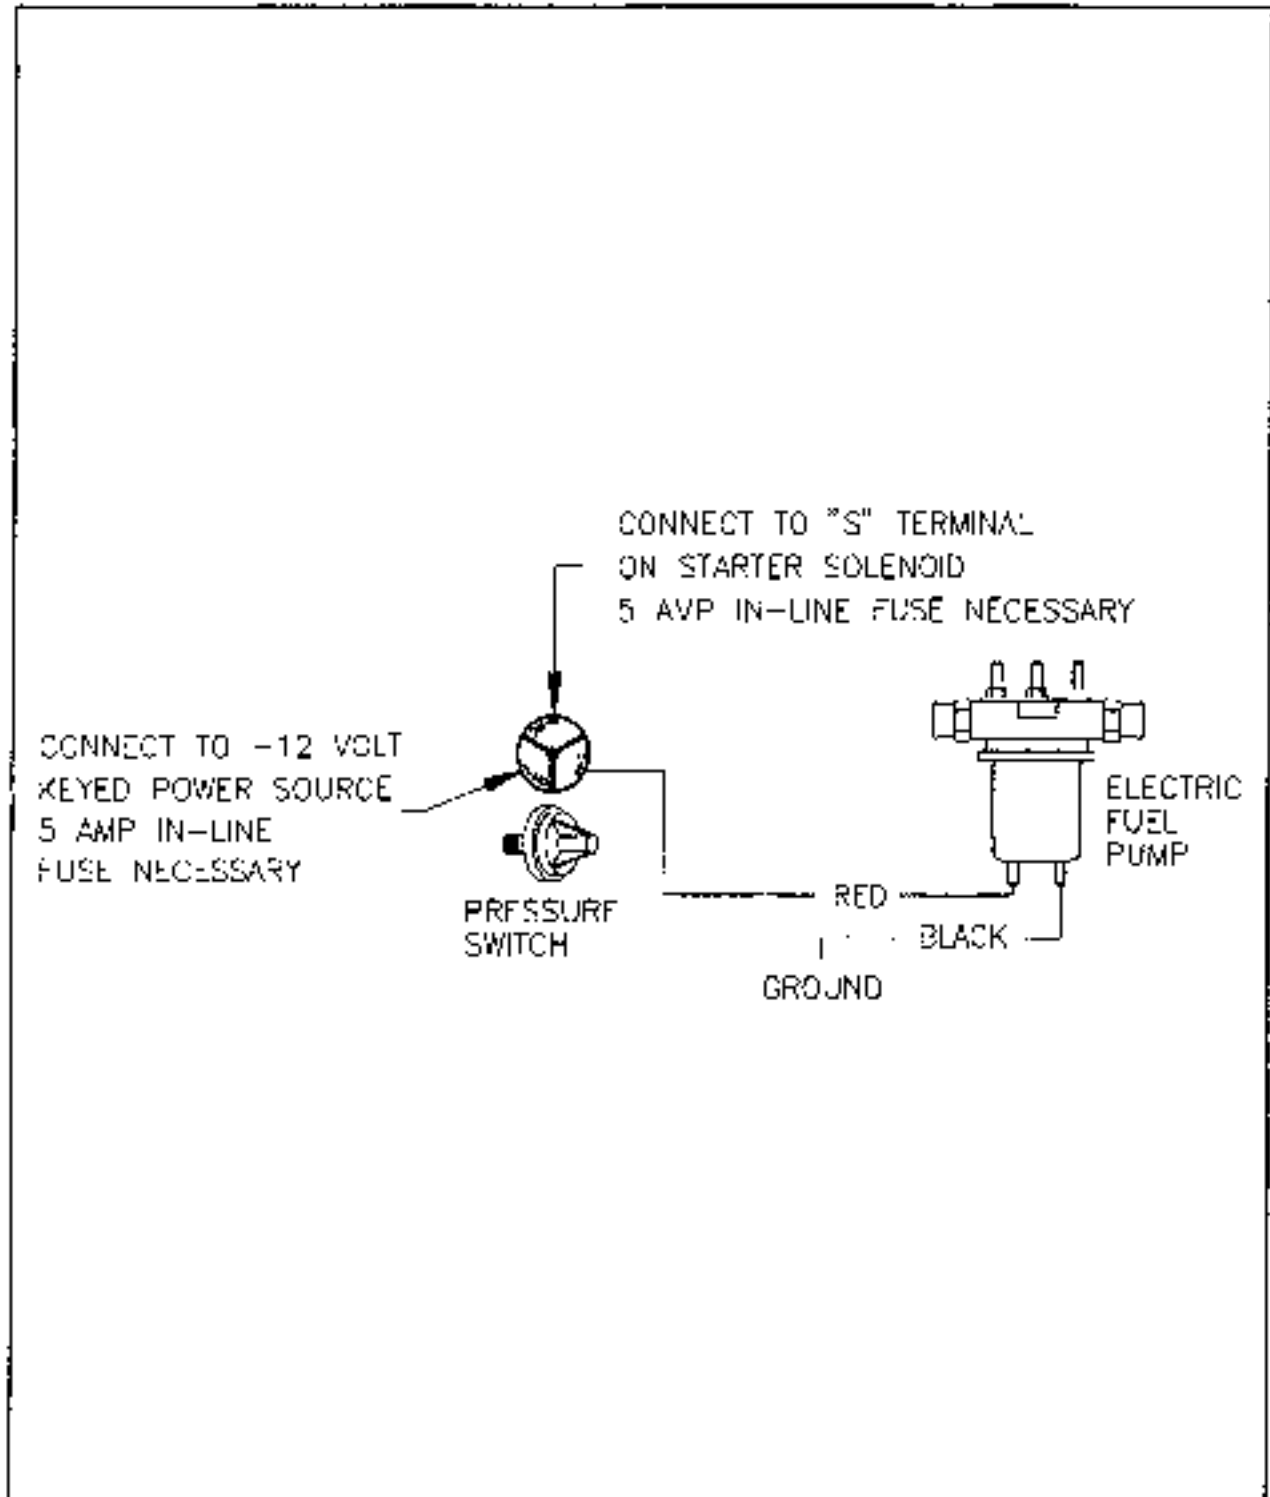 CONNECT TO "S" TERMINAL
ON STARTER SOLENOID
5 AMP IN-LINE FUSE NECESSARY
CONNECT TO -12 VOLT
KEYED POWER SOURCE
5 AMP IN-LINE
FUSE NECESSARY
PRESSURE
SWITCH
ELECTRIC
FUEL
PUMP
RED
BLACK
GROUND